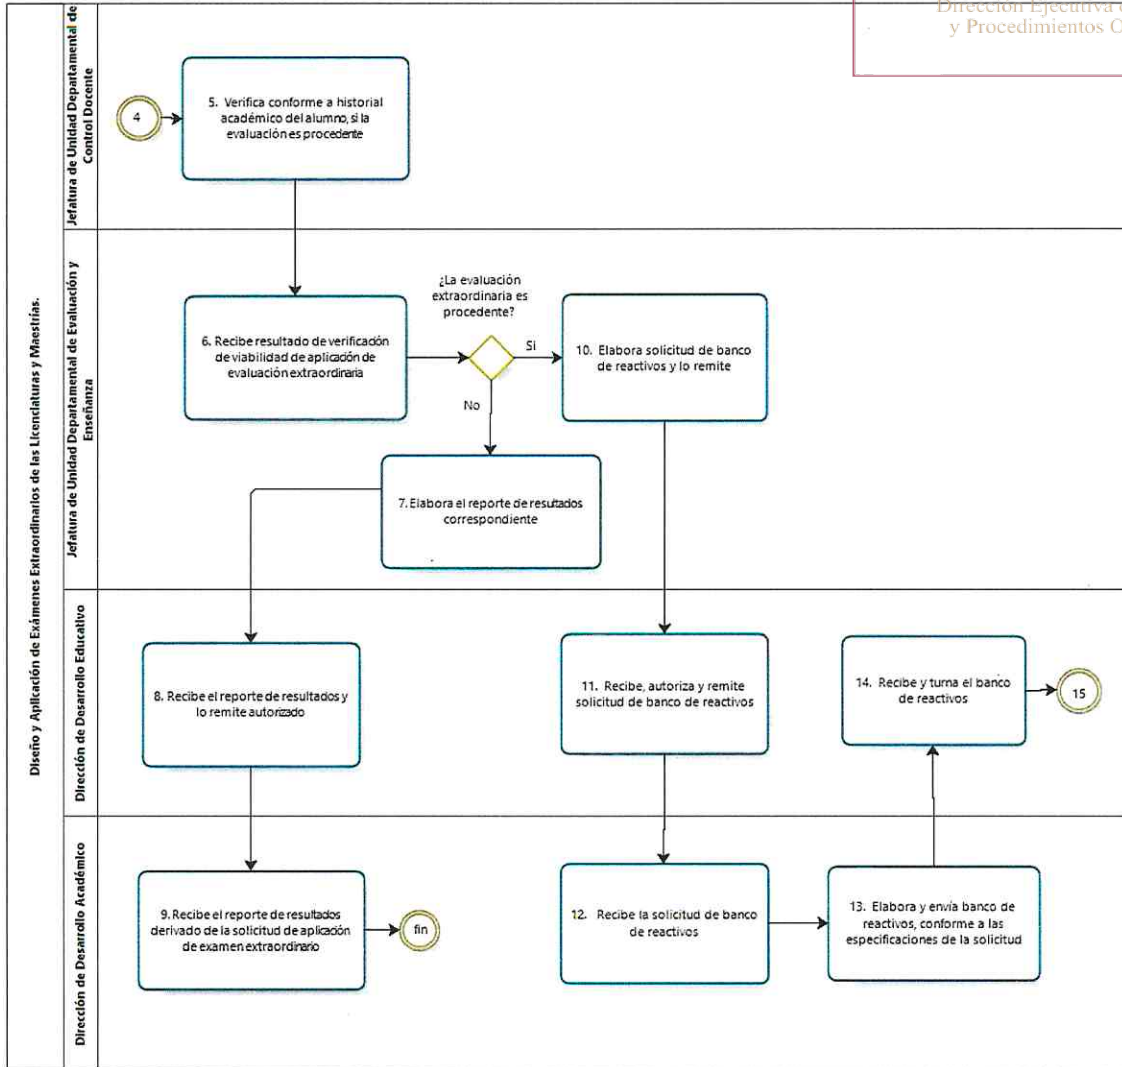 Dirección Ejecutiva
y Procedimientos O
Diseño y Aplicación de Exámenes Extraordinarios de las Licenciaturas y Maestrías.
Jefatura de Unidad Departamental de
Control Docente
4
5. Verifica conforme a historial
académico del alumno, si la
evaluación es procedente
Jefatura de Unidad Departamental de Evaluación y
Enseñanza
6. Recibe resultado de verificación
de viabilidad de aplicación de
evaluación extraordinaria
¿La evaluación
extraordinaria es
procedente?
Si
No
10. Elabora solicitud de banco
de reactivos y lo remite
7. Elabora el reporte de resultados
correspondiente
Dirección de Desarrollo Educativo
8. Recibe el reporte de resultados y
lo remite autorizado
11. Recibe, autoriza y remite
solicitud de banco de reactivos
14. Recibe y turna el banco
de reactivos
15
Dirección de Desarrollo Académico
9. Recibe el reporte de resultados
derivado de la solicitud de aplicación
de examen extraordinario
fin
12. Recibe la solicitud de banco
de reactivos
13. Elabora y envía banco de
reactivos, conforme a las
especificaciones de la solicitud